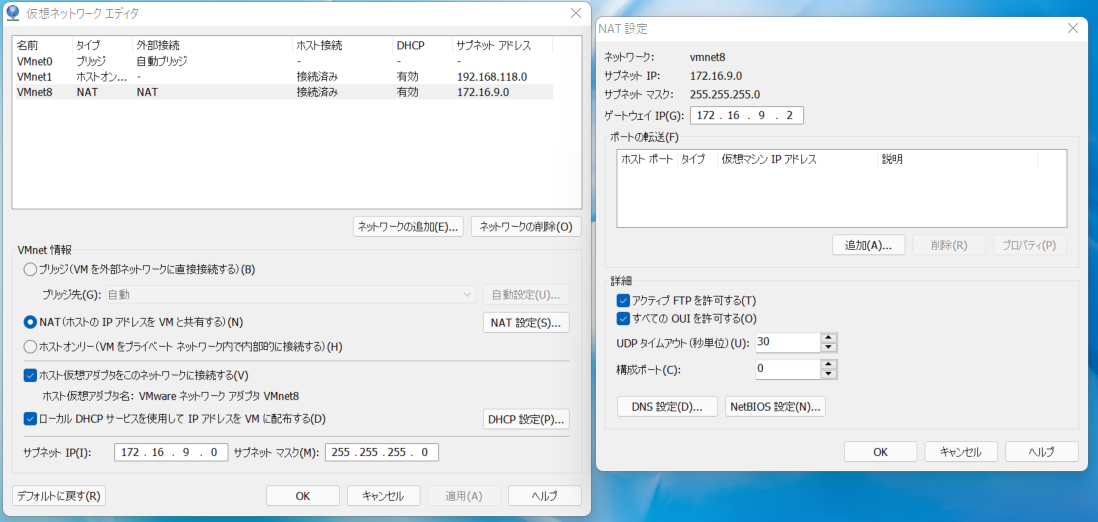 仮想ネットワーク エディタ
名前 タイプ 外部接続 ホスト接続 DHCP サブネット アドレス
VMnet0 ブリッジ 自動ブリッジ - - -
VMnet1 ホストオン... - 接続済み 有効 192.168.118.0
VMnet8 NAT NAT 接続済み 有効 172.16.9.0
ネットワークの追加(E)... ネットワークの削除(O)
VMnet 情報
ブリッジ(VM を外部ネットワークに直接接続する)(B)
ブリッジ先(G): 自動 自動設定(U)...
NAT(ホストの IP アドレスを VM と共有する)(N) NAT 設定(S)...
ホストオンリー(VM をプライベート ネットワーク内で内部的に接続する)(H)
ホスト仮想アダプタをこのネットワークに接続する(V)
ホスト仮想アダプタ名: VMware ネットワーク アダプタ VMnet8
ローカル DHCP サービスを使用して IP アドレスを VM に配布する(D) DHCP 設定(P)...
サブネット IP(I): 172 . 16 . 9 . 0 サブネット マスク(M): 255 . 255 . 255 . 0
デフォルトに戻す(R) OK キャンセル 適用(A) ヘルプ
NAT 設定
ネットワーク: vmnet8
サブネット IP: 172.16.9.0
サブネット マスク: 255.255.255.0
ゲートウェイ IP(G): 172 . 16 . 9 . 2
ポートの転送(F)
ホスト ポート タイプ 仮想マシン IP アドレス 説明
追加(A)... 削除(R) プロパティ(P)
詳細
アクティブ FTP を許可する(T)
すべての OUI を許可する(O)
UDP タイムアウト(秒単位)(U): 30
構成ポート(C): 0
DNS 設定(D)... NetBIOS 設定(N)...
OK キャンセル ヘルプ